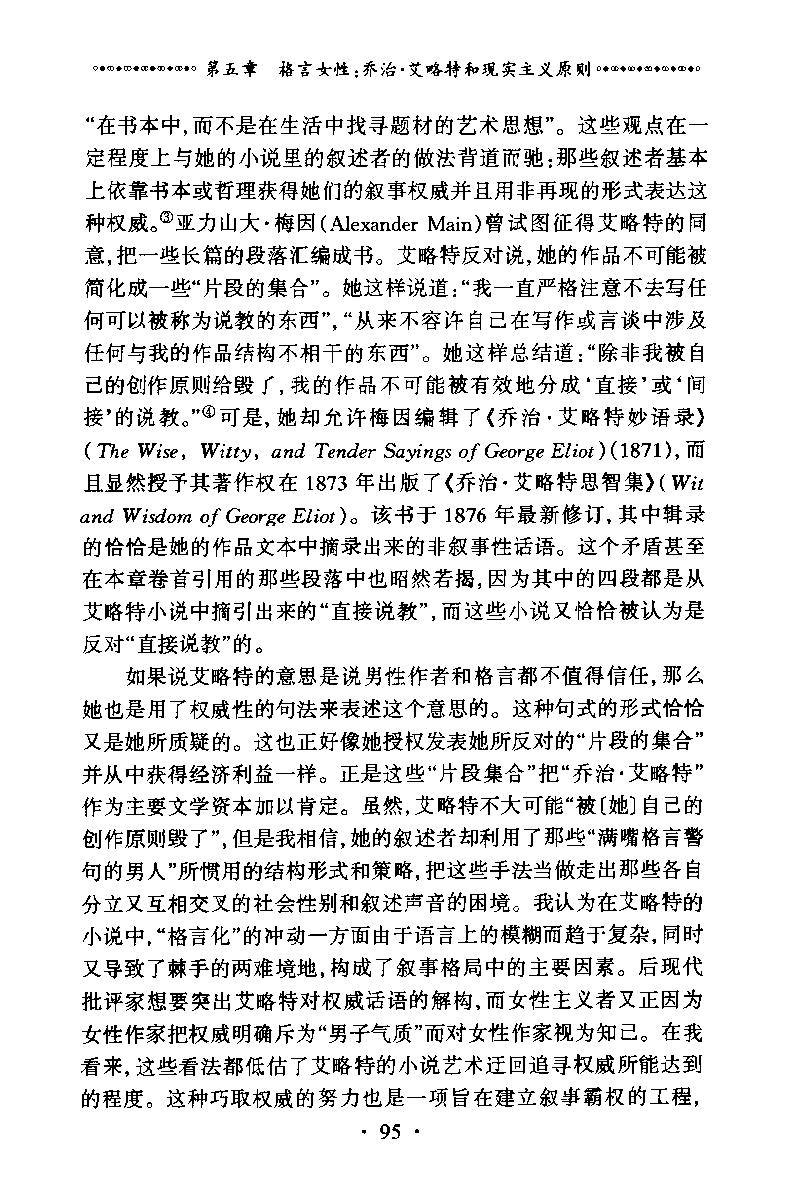 第五章 格言女性:乔治·艾略特和现实主义原则
“在书本中,而不是在生活中找寻题材的艺术思想”。这些观点在一
定程度上与她的小说里的叙述者的做法背道而驰;那些叙述者基本
上依靠书本或哲理获得她们的叙事权威并且用非再现的形式表达这
种权威。③亚力山大·梅因(Alexander Main)曾试图征得艾略特的同
意,把一些长篇的段落汇编成书。艾略特反对说,她的作品不可能被
简化成一些“片段的集合”。她这样说道:“我一直严格注意不去写任
何可以被称为说教的东西”,“从来不容许自己在写作或言谈中涉及
任何与我的作品结构不相干的东西”。她这样总结道:“除非我被自
己的创作原则给毁了,我的作品不可能被有效地分成‘直接’或‘间
接’的说教。”④可是,她却允许梅因编辑了《乔治·艾略特妙语录》
(The Wise, Witty, and Tender Sayings of George Eliot)(1871),而
且显然授予其著作权在 1873 年出版了《乔治·艾略特思智集》(Wit
and Wisdom of George Eliot)。该书于 1876 年最新修订,其中辑录
的恰恰是她的作品文本中摘录出来的非叙事性话语。这个矛盾甚至
在本章卷首引用的那些段落中也昭然若揭,因为其中的四段都是从
艾略特小说中摘引出来的“直接说教”,而这些小说又恰恰被认为是
反对“直接说教”的。
如果说艾略特的意思是说男性作者和格言都不值得信任,那么
她也是用了权威性的句法来表述这个意思的。这种句式的形式恰恰
又是她所质疑的。这也正好像她授权发表她所反对的“片段的集合”
并从中获得经济利益一样。正是这些“片段集合”把“乔治·艾略特”
作为主要文学资本加以肯定。虽然,艾略特不大可能“被〔她〕自己的
创作原则毁了”,但是我相信,她的叙述者却利用了那些“满嘴格言警
句的男人”所惯用的结构形式和策略,把这些手法当做走出那些各自
分立又互相交叉的社会性别和叙述声音的困境。我认为在艾略特的
小说中,“格言化”的冲动一方面由于语言上的模糊而趋于复杂,同时
又导致了棘手的两难境地,构成了叙事格局中的主要因素。后现代
批评家想要突出艾略特对权威话语的解构,而女性主义者又正因为
女性作家把权威明确斥为“男子气质”而对女性作家视为知己。在我
看来,这些看法都低估了艾略特的小说艺术迂回追寻权威所能达到
的程度。这种巧取权威的努力也是一项旨在建立叙事霸权的工程,
· 95 ·